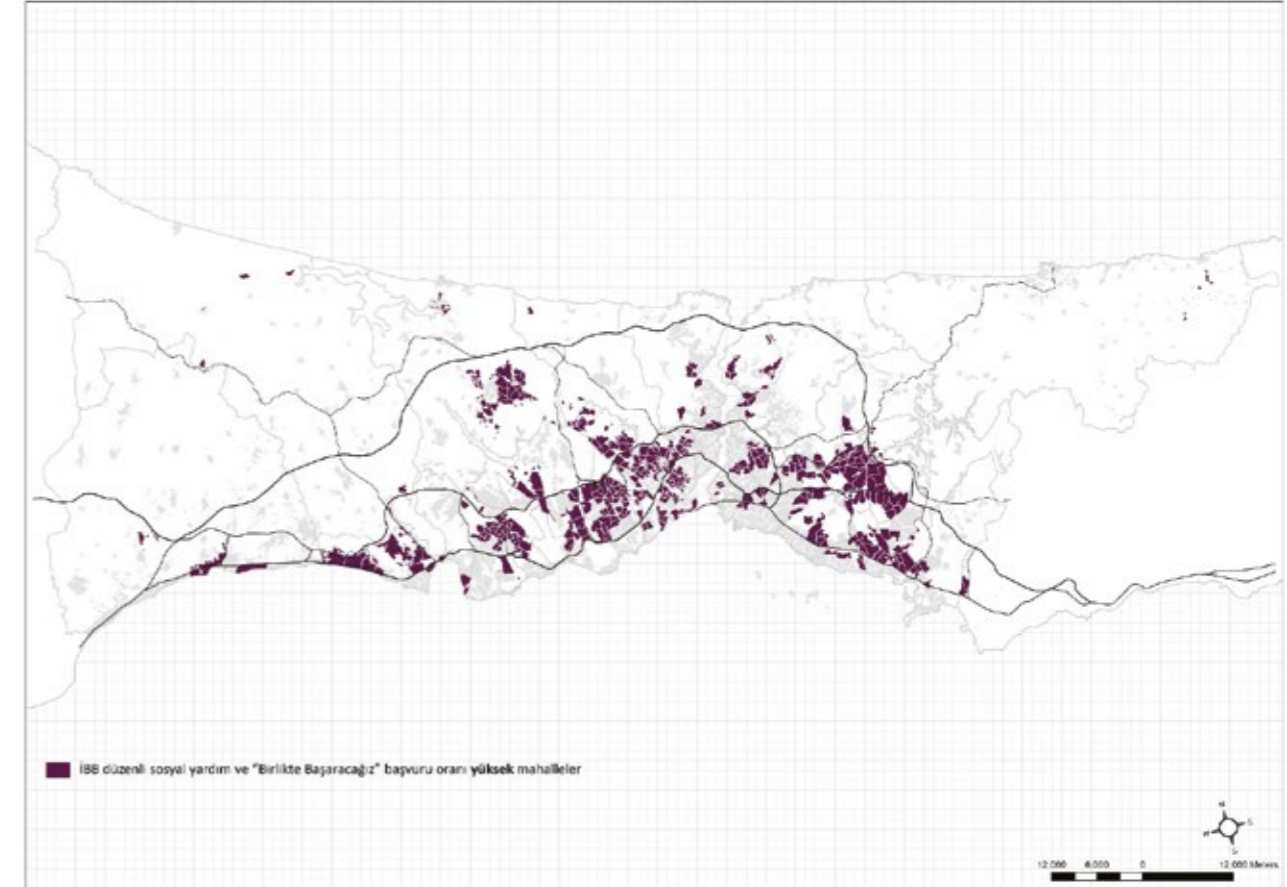 İBB düzenli sosyal yardım ve "Birlikte Başaracağız" başvuru oranı yüksek mahalleler
N
S
12.000 6.000 0 12.000 Meters